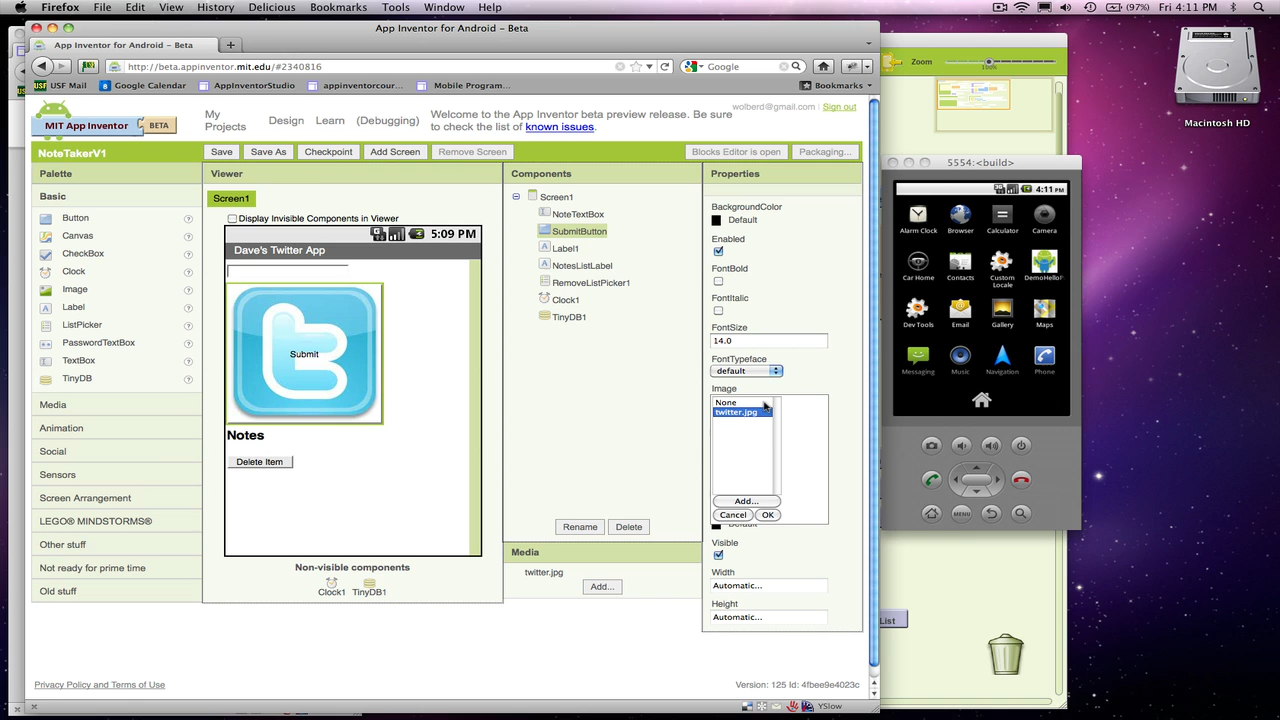 Firefox File Edit View History Delicious Bookmarks Tools Window Help
(97%) Fri 4:11 PM
App Inventor for Android – Beta
App Inventor for Android – Beta
http://beta.appinventor.mit.edu/#2340816
Google
USF Mail Google Calendar AppInventorStudio appinventorcour... Mobile Program...
Bookmarks
wolberd@gmail.com | Sign out
MIT App Inventor BETA
My Projects
Design Learn (Debugging)
Welcome to the App Inventor beta preview release. Be sure
to check the list of known issues.
NoteTakerV1
Save Save As Checkpoint Add Screen Remove Screen
Blocks Editor is open Packaging...
Palette
Basic
Button
Canvas
CheckBox
Clock
Image
Label
ListPicker
PasswordTextBox
TextBox
TinyDB
Media
Animation
Social
Sensors
Screen Arrangement
LEGO® MINDSTORMS®
Other stuff
Not ready for prime time
Old stuff
Viewer
Screen1
Display Invisible Components in Viewer
5:09 PM
Dave's Twitter App
Submit
Notes
Delete Item
Non-visible components
Clock1 TinyDB1
Components
Screen1
NoteTextBox
SubmitButton
Label1
NotesListLabel
RemoveListPicker1
Clock1
TinyDB1
Rename Delete
Media
twitter.jpg
Add...
Properties
BackgroundColor
Default
Enabled
FontBold
FontItalic
FontSize
14.0
FontTypeface
default
Image
None
twitter.jpg
Add...
Cancel OK
Default
Visible
Width
Automatic...
Height
Automatic...
Privacy Policy and Terms of Use
Version: 125 Id: 4fbee9e4023c
YSlow
Zoom
100%
5554:<build>
4:11 PM
Alarm Clock Browser Calculator Camera
Car Home Contacts Custom Locale DemoHello!
Dev Tools Email Gallery Maps
Messaging Music Navigation Phone
MENU
List
Macintosh HD